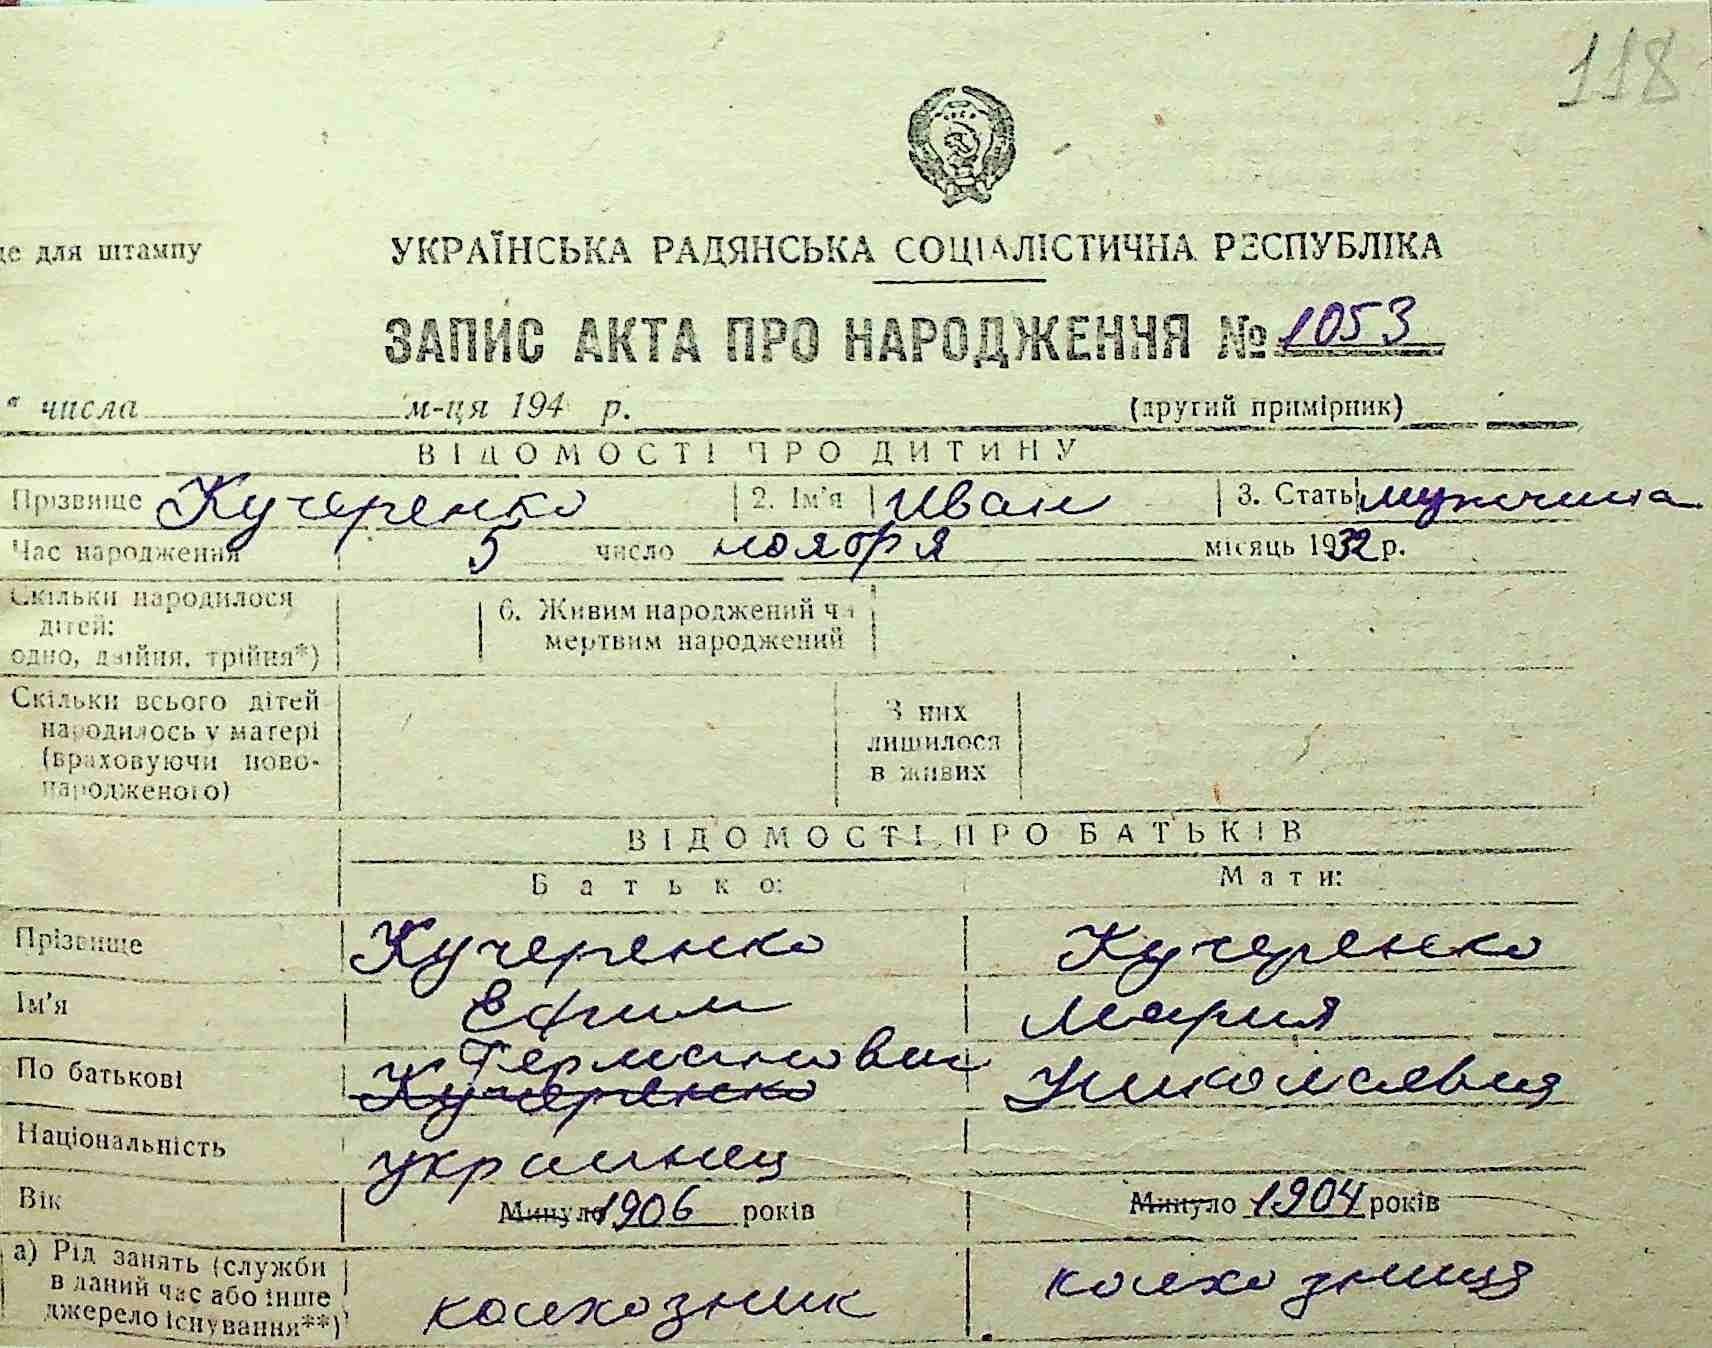 118
СССР
це для штампу
УКРАЇНСЬКА РАДЯНСЬКА СОЦІАЛІСТИЧНА РЕСПУБЛІКА
ЗАПИС АКТА ПРО НАРОДЖЕННЯ № 1053
" числа м-ця 194 р. (другий примірник)
ВІДОМОСТІ ПРО ДИТИНУ
Прізвище Кучеренко 2. Ім'я Иван 3. Стать мужчина
Час народження 5 число ноября місяць 1932 р.
Скільки народилося дітей: одно, двійня, трійня*)
6. Живим народжений чи мертвим народжений
Скільки всього дітей народилось у матері (враховуючи новонародженого)
З них лишилося в живих
ВІДОМОСТІ ПРО БАТЬКІВ
Батько: Мати:
Прізвище Кучеренко Кучеренко
Ім'я Ефим Мария
По батькові Германович Николаевня
Кучеренко
Національність украинец
Вік Минуло 1906 років Минуло 1904 років
а) Рід занять (служби в даний час або інше джерело існування**) колхозник колхозниця